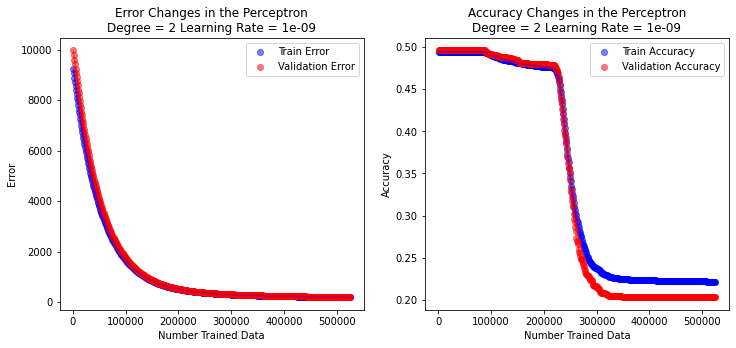 Error Changes in the Perceptron
Degree = 2 Learning Rate = 1e-09
Train Error
Validation Error
10000
8000
6000
4000
2000
0
Error
0
100000
200000
300000
400000
500000
Number Trained Data
Accuracy Changes in the Perceptron
Degree = 2 Learning Rate = 1e-09
Train Accuracy
Validation Accuracy
0.50
0.45
0.40
0.35
0.30
0.25
0.20
Accuracy
0
100000
200000
300000
400000
500000
Number Trained Data